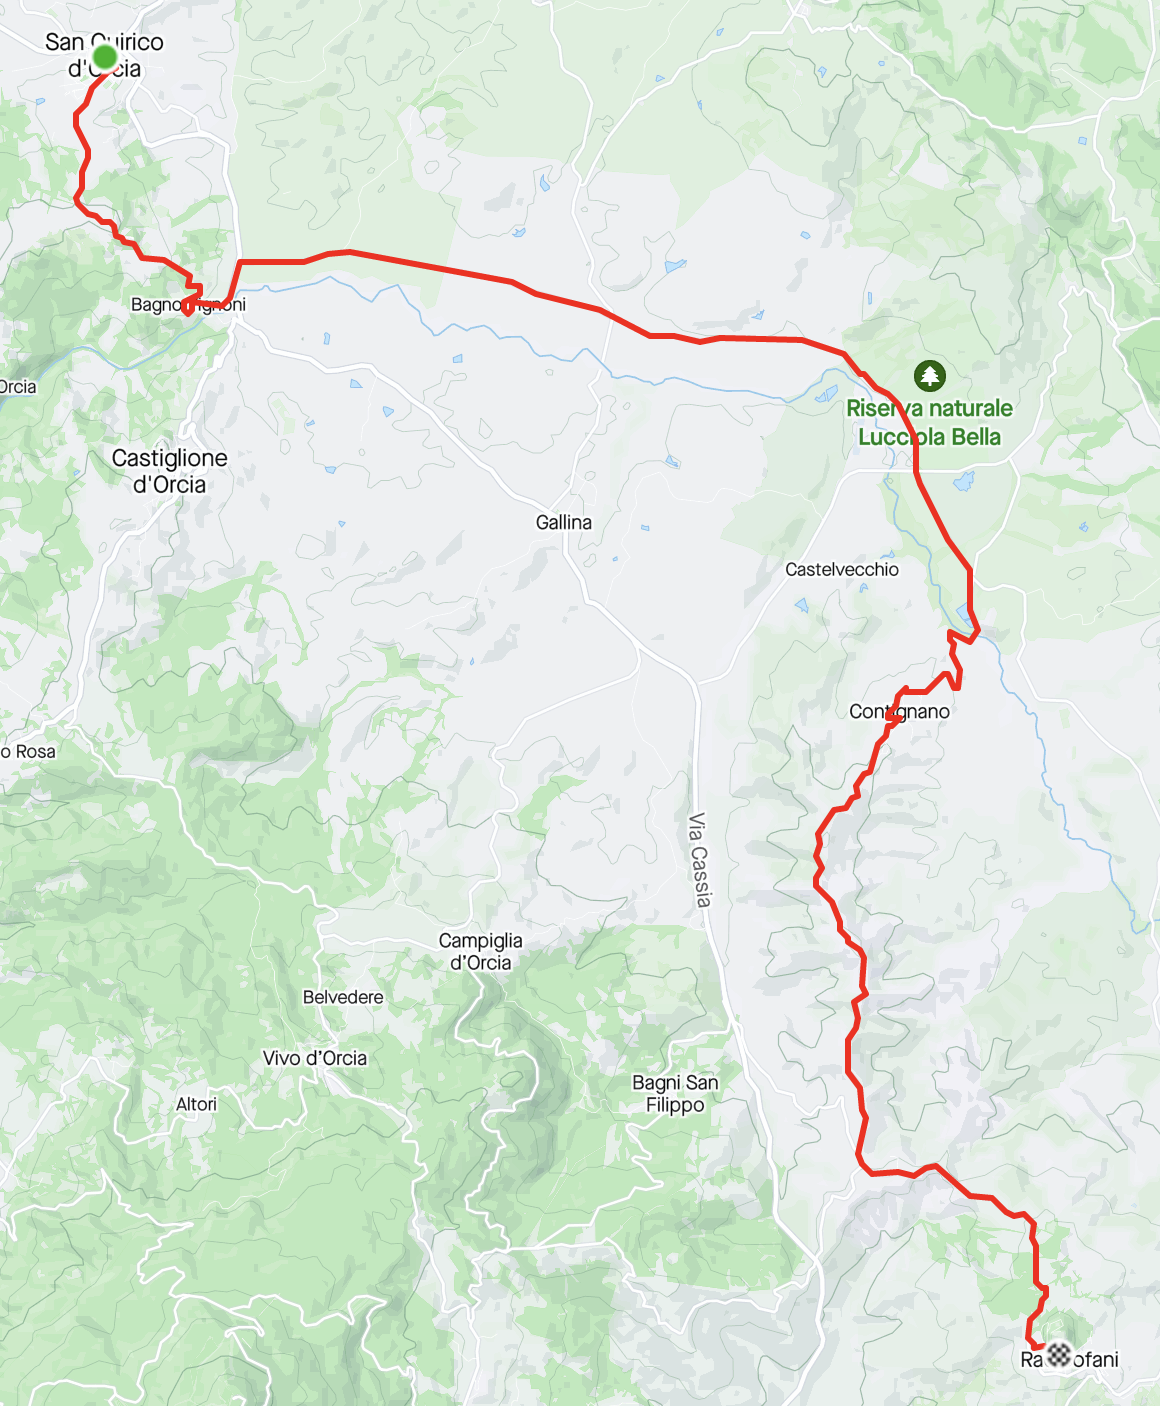 San Quirico
d'Orcia
Bagno Vignoni
Orcia
Riserva naturale
Lucciola Bella
Castiglione
d'Orcia
Gallina
Castelvecchio
Contignano
o Rosa
Via Cassia
Campiglia
d'Orcia
Belvedere
Vivo d'Orcia
Bagni San
Filippo
Altori
Radicofani